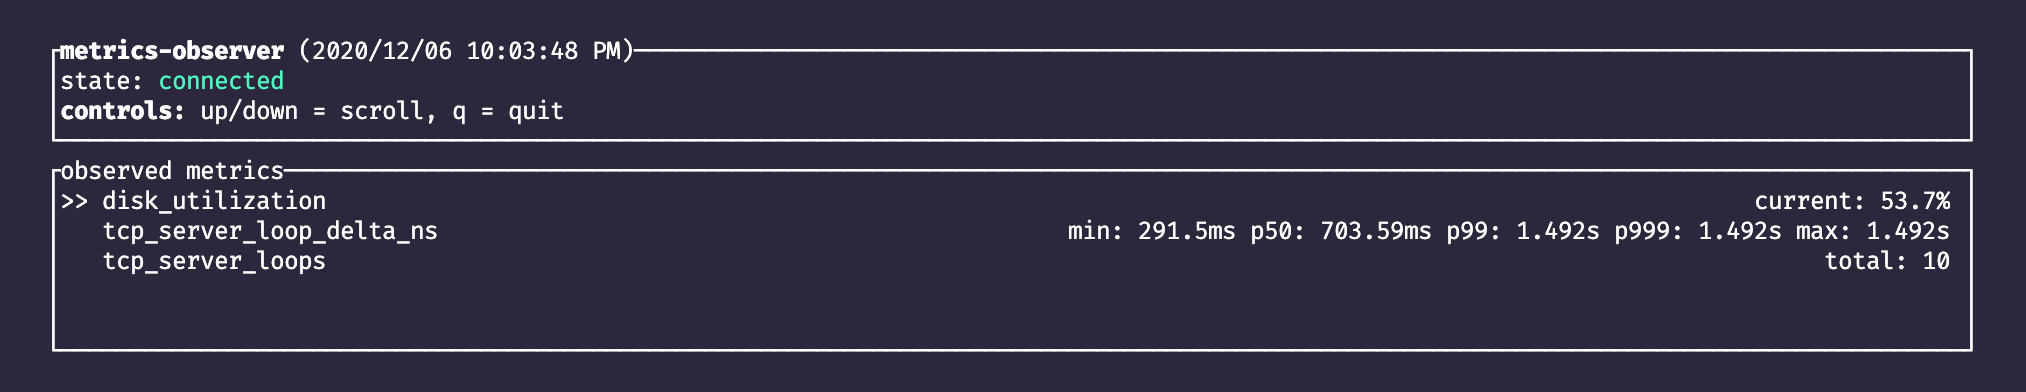 metrics-observer (2020/12/06 10:03:48 PM)
state: connected
controls: up/down = scroll, q = quit
observed metrics
>> disk_utilization current: 53.7%
tcp_server_loop_delta_ns min: 291.5ms p50: 703.59ms p99: 1.492s p999: 1.492s max: 1.492s
tcp_server_loops total: 10